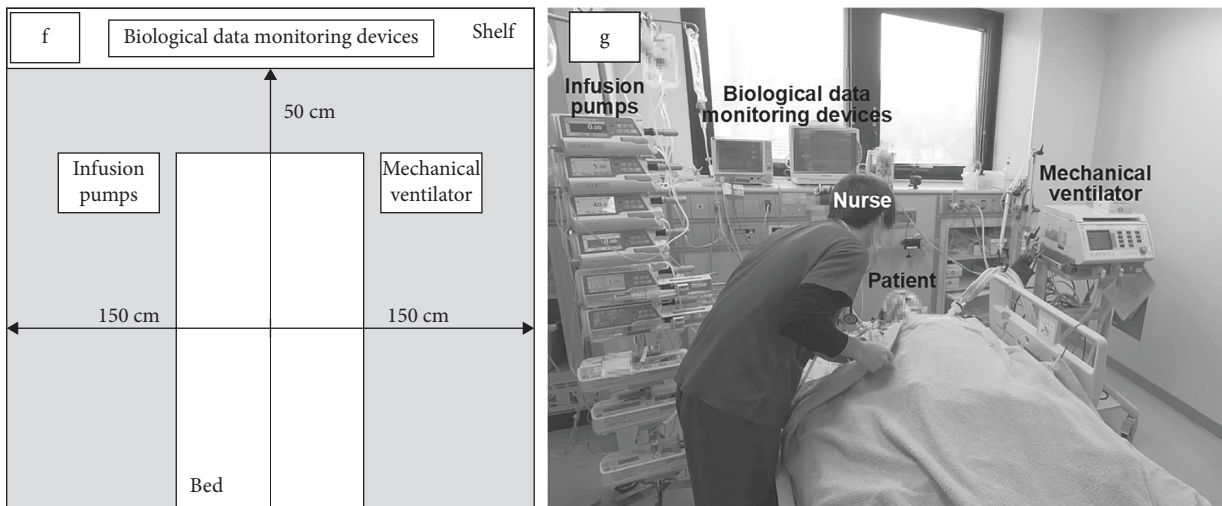 f
Biological data monitoring devices
Shelf
50 cm
Infusion
pumps
Mechanical
ventilator
150 cm
150 cm
Bed
g
Infusion
pumps
Biological data
monitoring devices
Mechanical
ventilator
Nurse
Patient